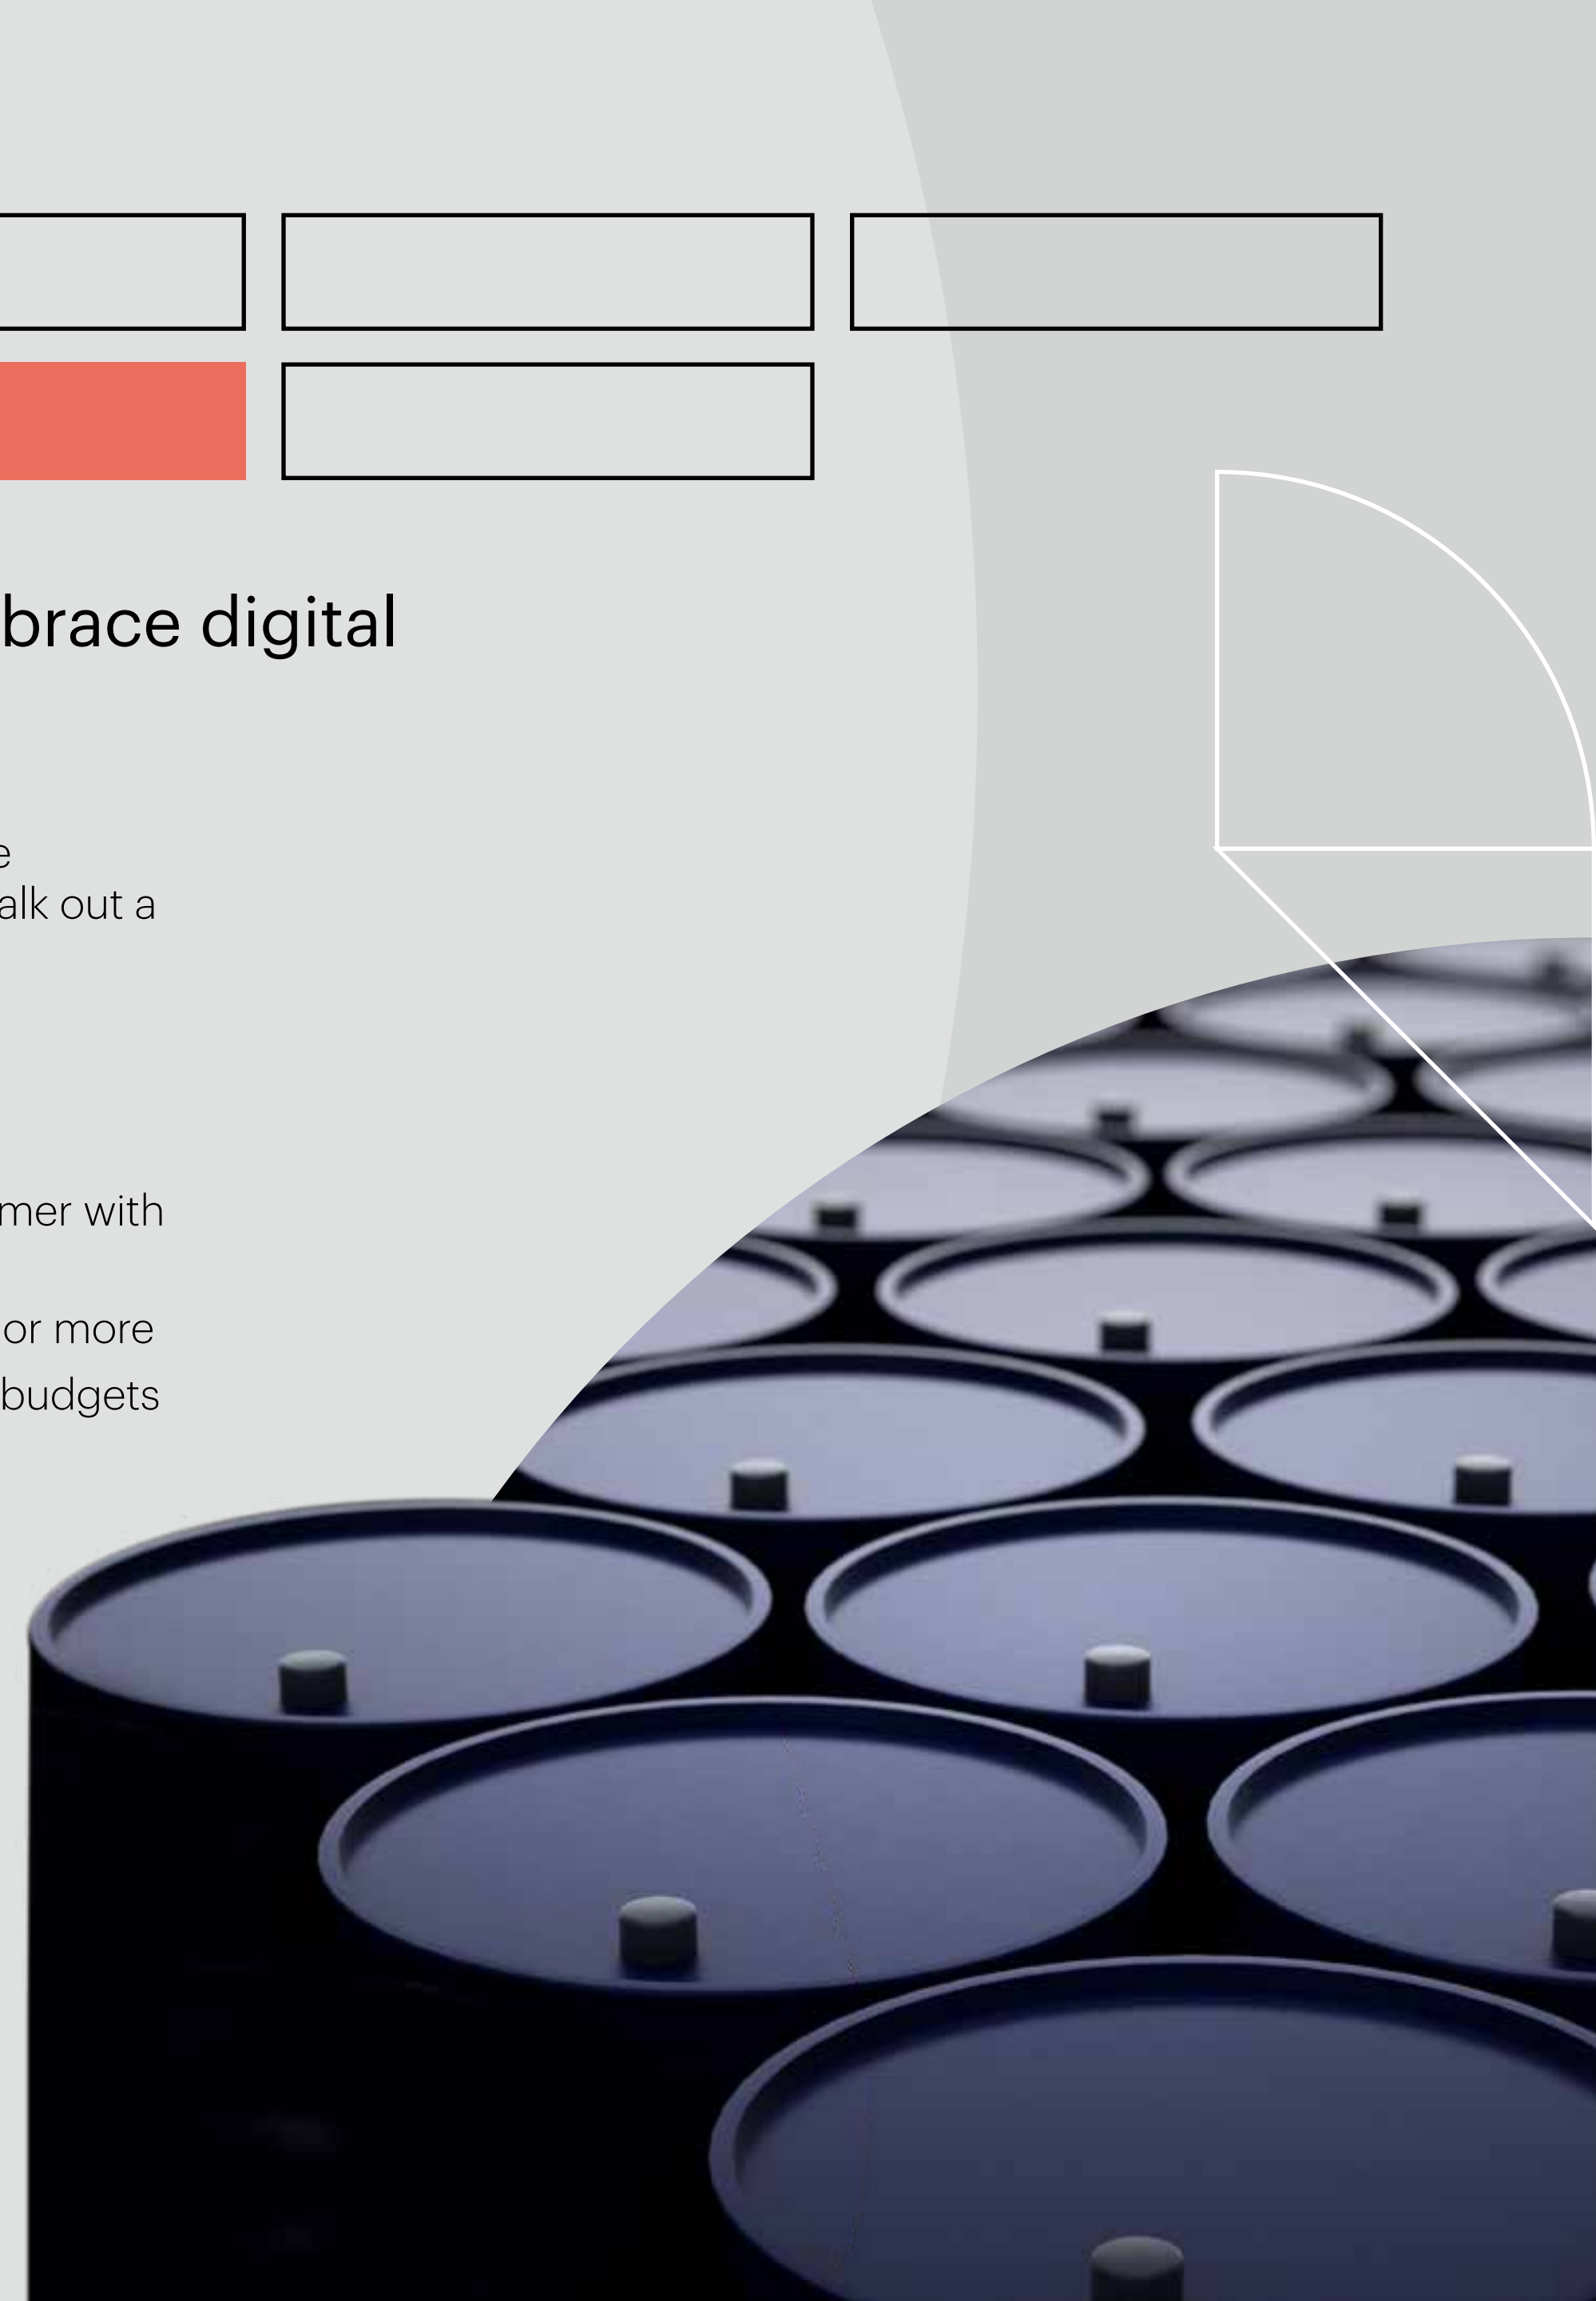 brace digital
e
alk out a
mer with
or more
budgets